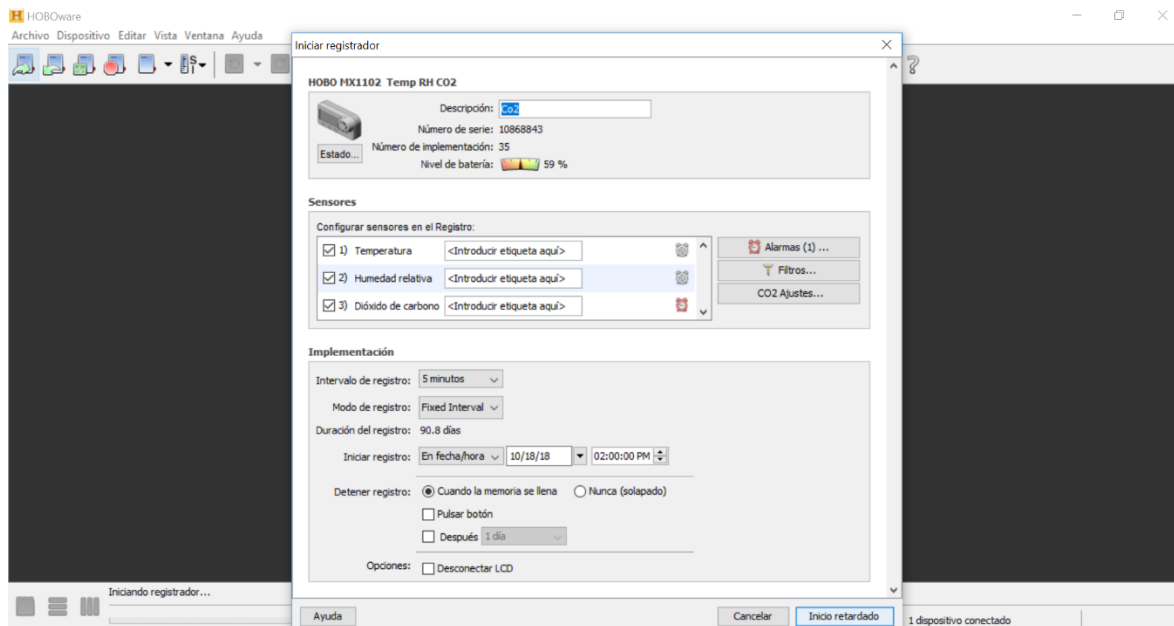 HOBOware
Archivo Dispositivo Editar Vista Ventana Ayuda
Iniciar registrador
HOBO MX1102 Temp RH CO2
Descripción: Co2
Número de serie: 10868843
Número de implementación: 35
Estado...
Nivel de batería: 59 %
Sensores
Configurar sensores en el Registro:
1) Temperatura <Introducir etiqueta aquí>
2) Humedad relativa <Introducir etiqueta aquí>
3) Dióxido de carbono <Introducir etiqueta aquí>
Alarmas (1) ...
Filtros...
CO2 Ajustes...
Implementación
Intervalo de registro: 5 minutos
Modo de registro: Fixed Interval
Duración del registro: 90.8 días
Iniciar registro: En fecha/hora 10/18/18 02:00:00 PM
Detener registro: Cuando la memoria se llena Nunca (solapado)
Pulsar botón
Después 1 día
Opciones: Desconectar LCD
Iniciando registrador...
Ayuda Cancelar Inicio retardado
1 dispositivo conectado